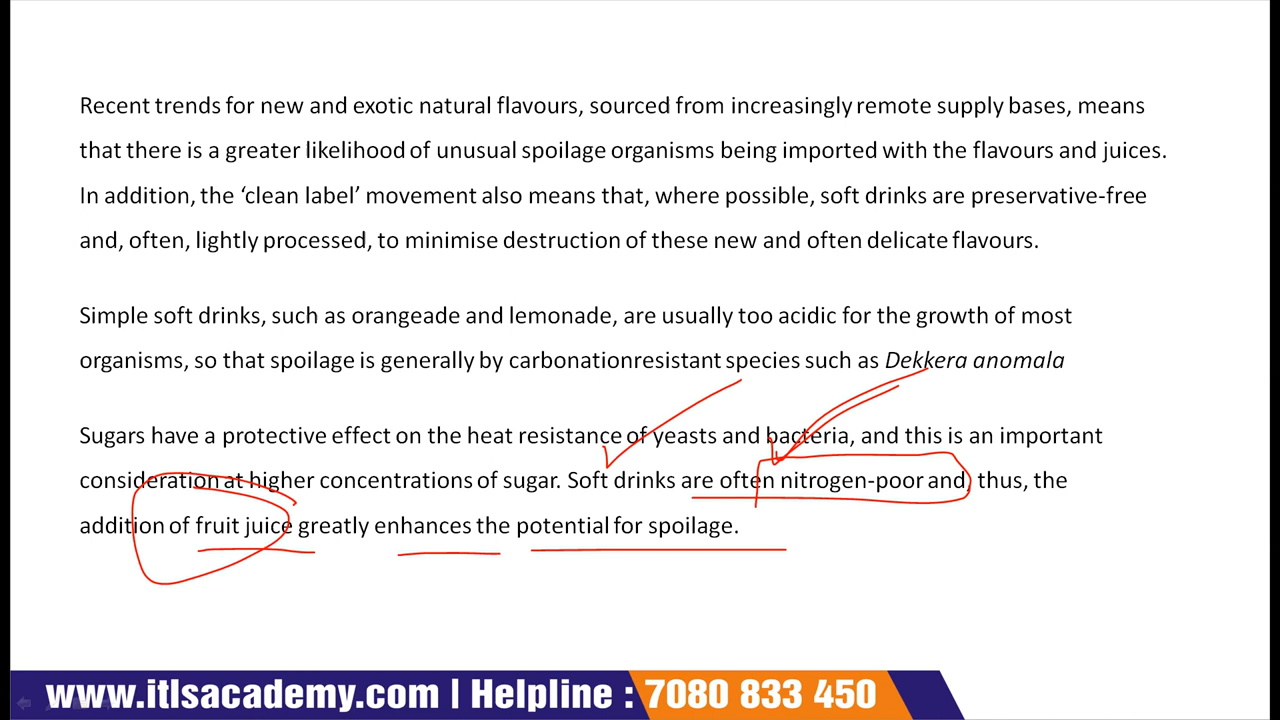 Recent trends for new and exotic natural flavours, sourced from increasingly remote supply bases, means
that there is a greater likelihood of unusual spoilage organisms being imported with the flavours and juices.
In addition, the ‘clean label’ movement also means that, where possible, soft drinks are preservative-free
and, often, lightly processed, to minimise destruction of these new and often delicate flavours.
Simple soft drinks, such as orangeade and lemonade, are usually too acidic for the growth of most
organisms, so that spoilage is generally by carbonationresistant species such as Dekkera anomala
Sugars have a protective effect on the heat resistance of yeasts and bacteria, and this is an important
consideration at higher concentrations of sugar. Soft drinks are often nitrogen-poor and, thus, the
addition of fruit juice greatly enhances the potential for spoilage.
www.itlsacademy.com | Helpline : 7080 833 450